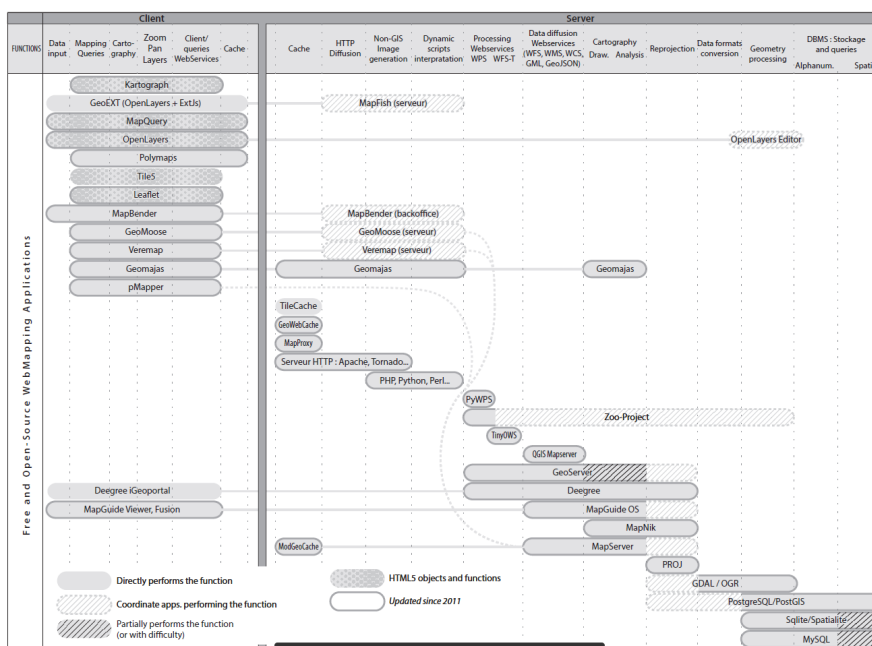 Client
Server
FUNCTIONS
Data input
Mapping Queries
Carto- graphy
Zoom Pan Layers
Client/ queries WebServices
Cache
Cache
HTTP Diffusion
Non-GIS Image generation
Dynamic scripts interpratation
Processing Webservices WPS WFS-T
Data diffusion Webservices (WFS, WMS, WCS, GML, GeoJSON)
Cartography Draw. Analysis
Reprojection
Data formats conversion
Geometry processing
DBMS : Stockage and queries
Alphanum. Spati
Free and Open-Source WebMapping Applications
Kartograph
GeoEXT (OpenLayers + ExtJs)
MapFish (serveur)
MapQuery
OpenLayers
OpenLayers Editor
Polymaps
Tile5
Leaflet
MapBender
MapBender (backoffice)
GeoMoose
GeoMoose (serveur)
Veremap
Veremap (serveur)
Geomajas
Geomajas
Geomajas
pMapper
TileCache
GeoWebCache
MapProxy
Serveur HTTP : Apache, Tornado...
PHP, Python, Perl...
PyWPS
Zoo-Project
TinyOWS
QGIS Mapserver
GeoServer
Deegree iGeoportal
Deegree
MapGuide Viewer, Fusion
MapGuide OS
MapNik
ModGeoCache
MapServer
PROJ
GDAL / OGR
PostgreSQL/PostGIS
Sqlite/Spatialite
MySQL
Directly performs the function
Coordinate apps. performing the function
Partially performs the function
(or with difficulty)
HTML5 objects and functions
Updated since 2011